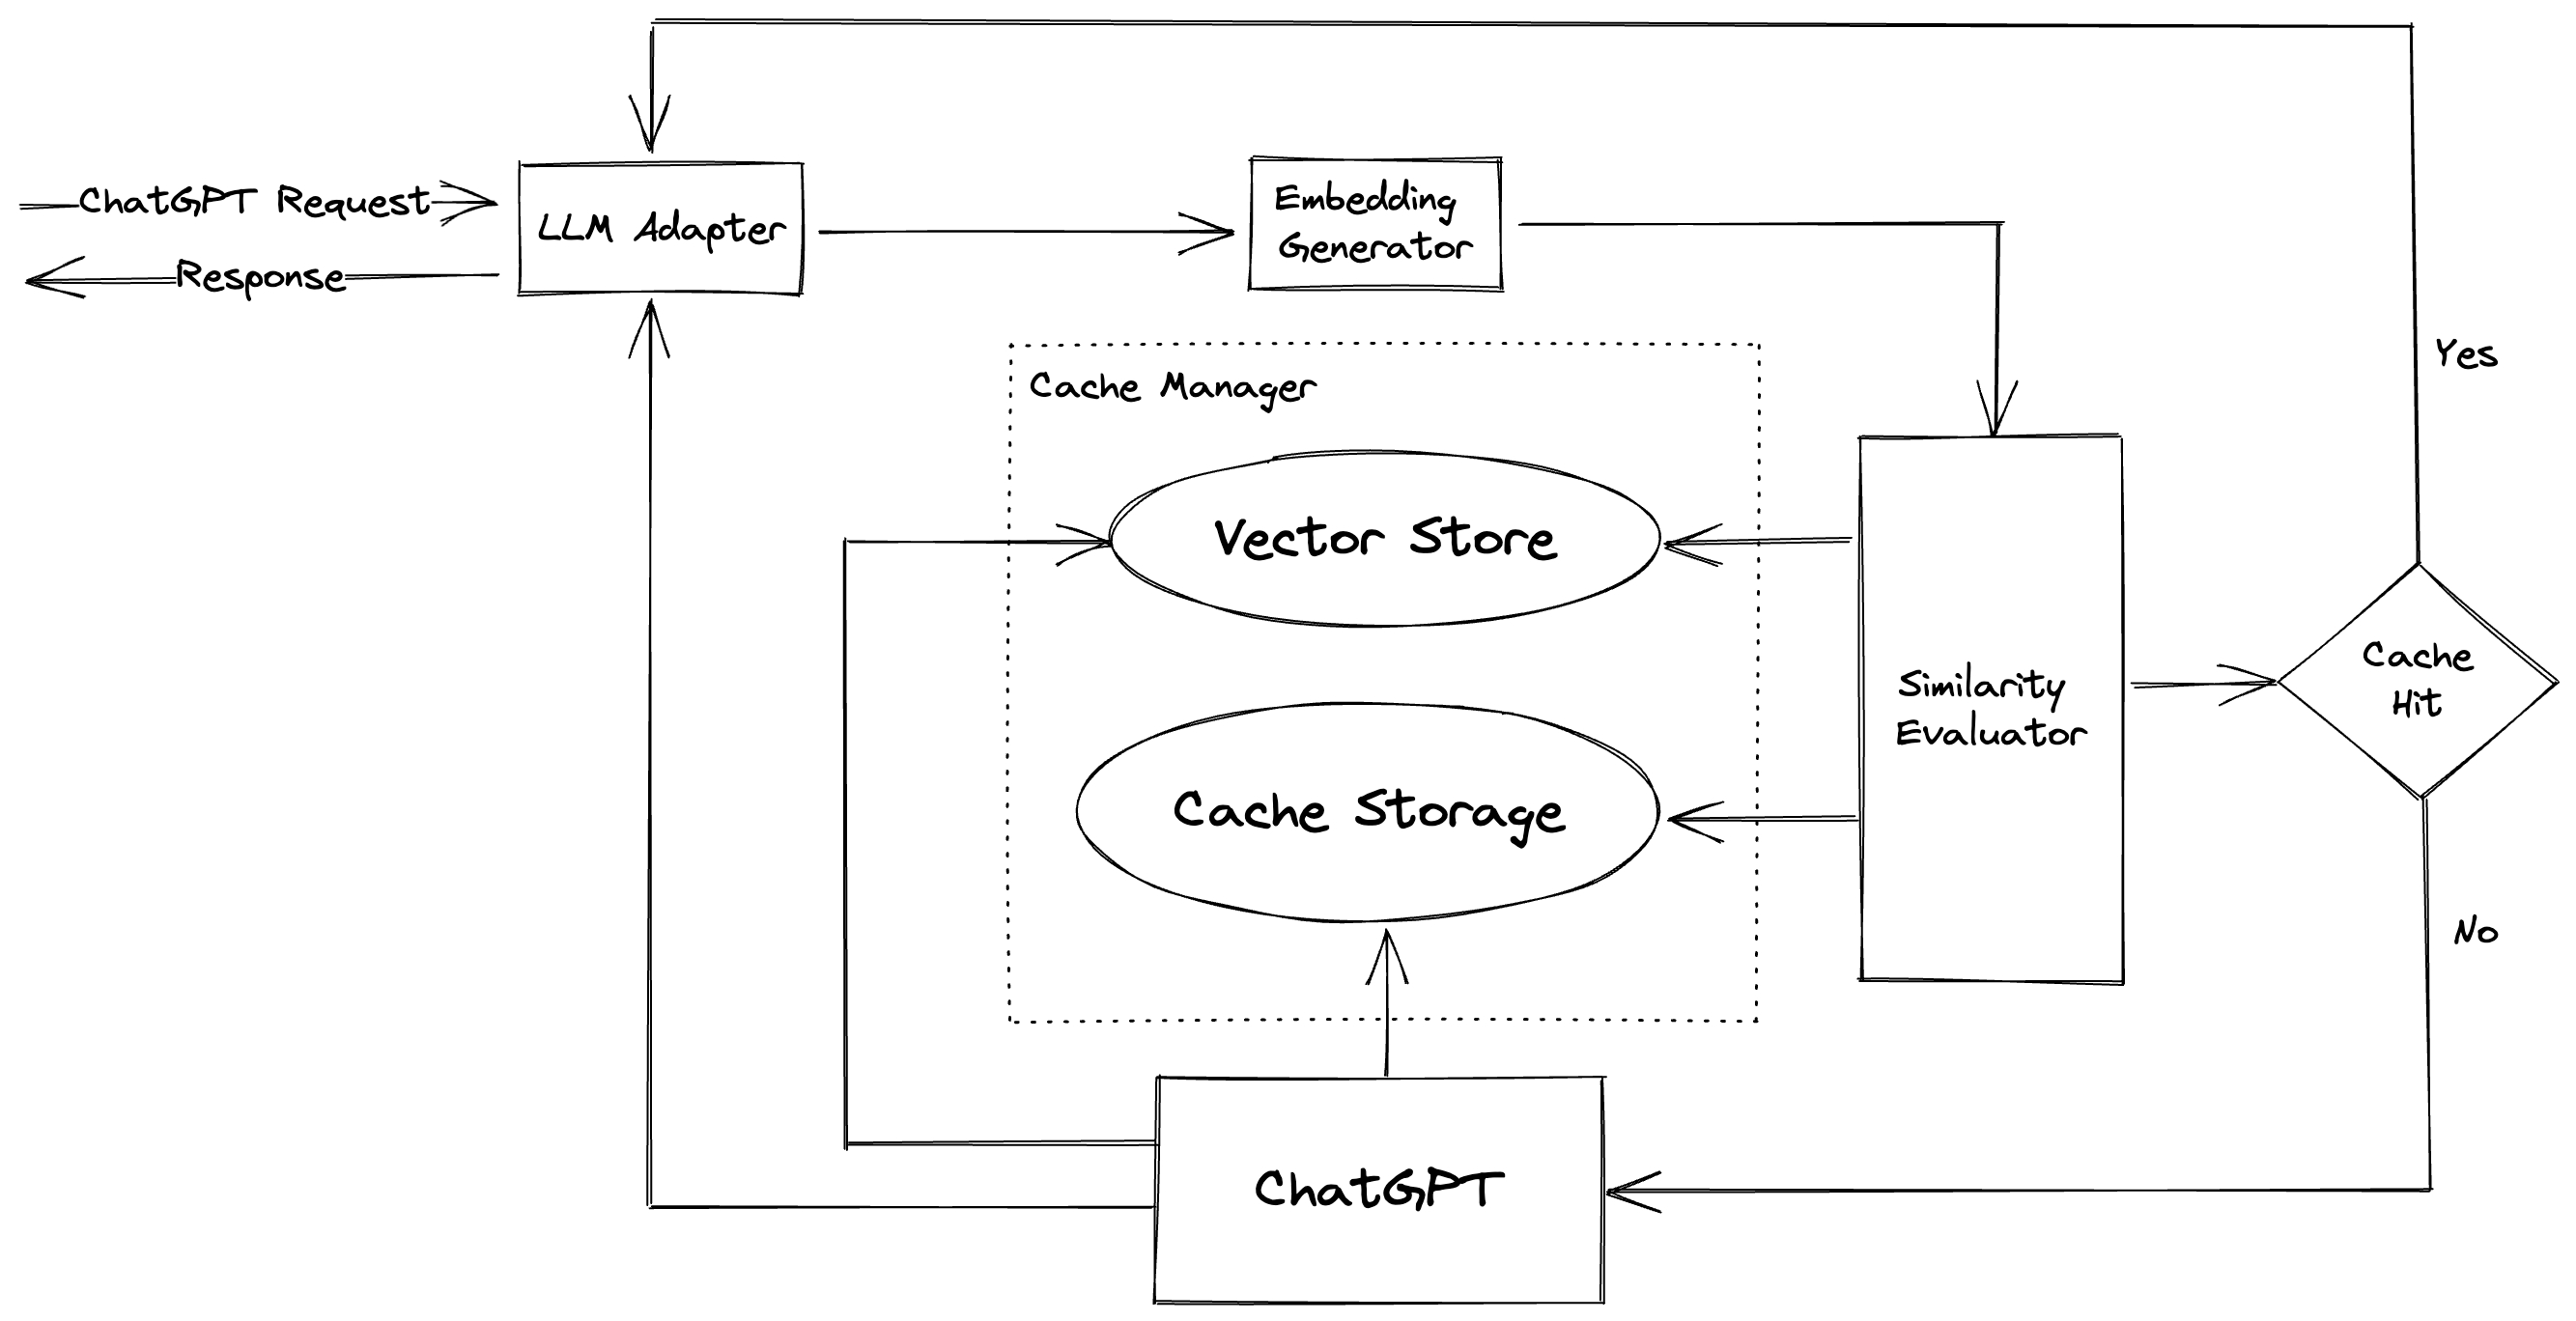 ChatGPT Request
Response
LLM Adapter
Embedding
Generator
Cache Manager
Vector Store
Cache Storage
Similarity
Evaluator
Cache
Hit
Yes
No
ChatGPT